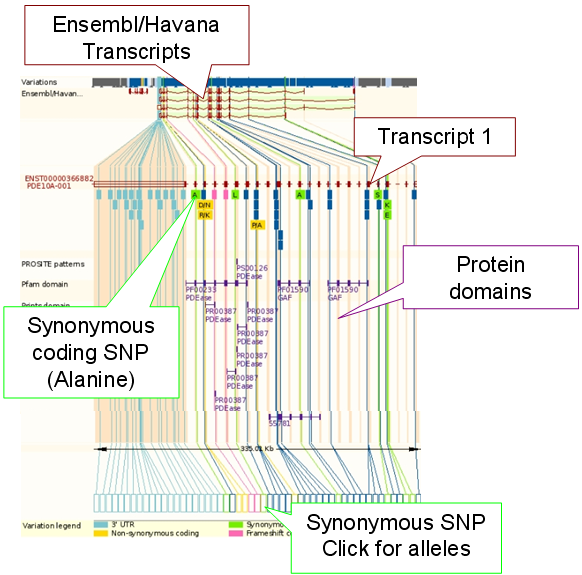 Ensembl/Havana
Transcripts
Variations
Ensembl/Havan...
Transcript 1
ENST00000366882
PDE10A-001
A L A S
D/N K
R/K E
P/A
PROSITE patterns
PS00126
PDEase
Pfam domain
PF00233 PF01590 PF01590
PDEase GAF GAF
Prints domain
PR00387 PR00387
PDEase PDEase
PR00387
PDEase
PR00387
PDEase
PR00387
PDEase
Protein
domains
Synonymous
coding SNP
(Alanine)
55781
335.01 Kb
Variation legend
3' UTR Synonym
Non-synonymous coding Frameshift c
Synonymous SNP
Click for alleles